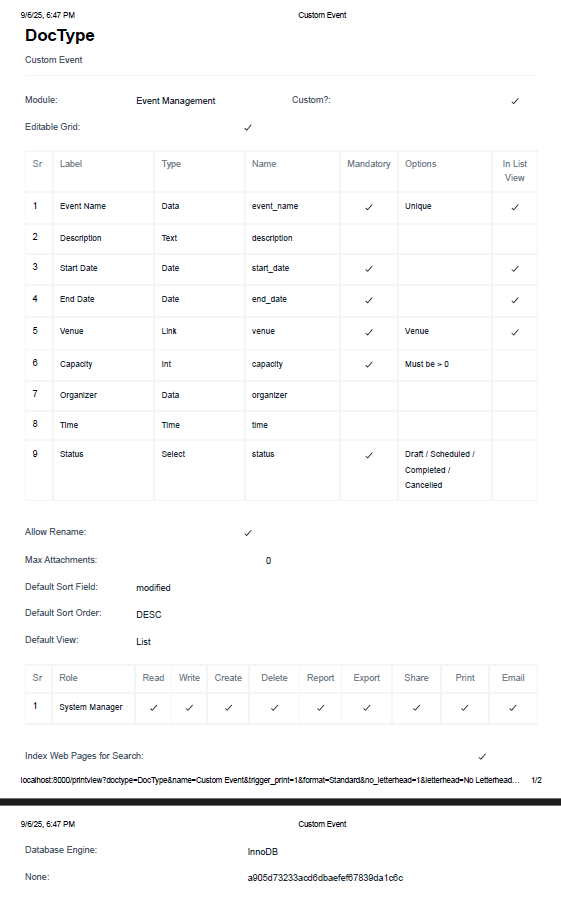 9/6/25, 6:47 PM Custom Event
DocType
Custom Event
Module: Event Management Custom?: ✓
Editable Grid: ✓
Sr Label Type Name Mandatory Options In List View
1 Event Name Data event_name ✓ Unique ✓
2 Description Text description
3 Start Date Date start_date ✓ ✓
4 End Date Date end_date ✓ ✓
5 Venue Link venue ✓ Venue ✓
6 Capacity Int capacity ✓ Must be > 0
7 Organizer Data organizer
8 Time Time time
9 Status Select status ✓ Draft / Scheduled /
Completed /
Cancelled
Allow Rename: ✓
Max Attachments: 0
Default Sort Field: modified
Default Sort Order: DESC
Default View: List
Sr Role Read Write Create Delete Report Export Share Print Email
1 System Manager ✓ ✓ ✓ ✓ ✓ ✓ ✓ ✓ ✓
Index Web Pages for Search: ✓
localhost:8000/printview?doctype=DocType&name=Custom Event&trigger_print=1&format=Standard&no_letterhead=1&letterhead=No Letterhead... 1/2
9/6/25, 6:47 PM Custom Event
Database Engine: InnoDB
None: a905d73233acd6dbaefef67839da1c6c